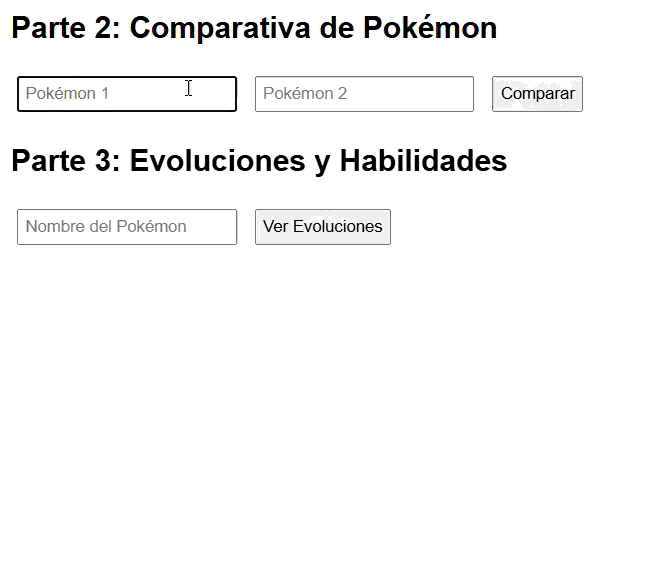 Parte 2: Comparativa de Pokémon
Pokémon 1 Pokémon 2 Comparar
Parte 3: Evoluciones y Habilidades
Nombre del Pokémon Ver Evoluciones